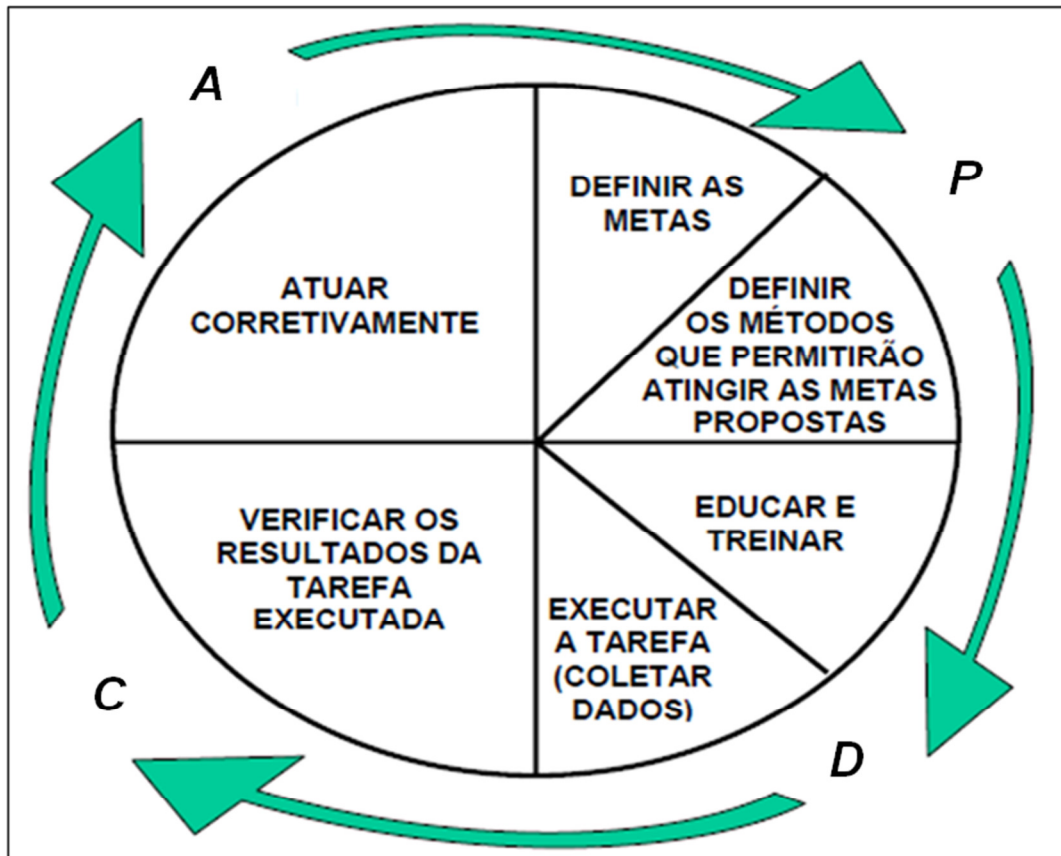 A
P
DEFINIR AS
METAS
DEFINIR
OS MÉTODOS
QUE PERMITIRÃO
ATINGIR AS METAS
PROPOSTAS
EDUCAR E
TREINAR
EXECUTAR
A TAREFA
(COLETAR
DADOS)
D
VERIFICAR OS
RESULTADOS DA
TAREFA
EXECUTADA
C
ATUAR
CORRETIVAMENTE